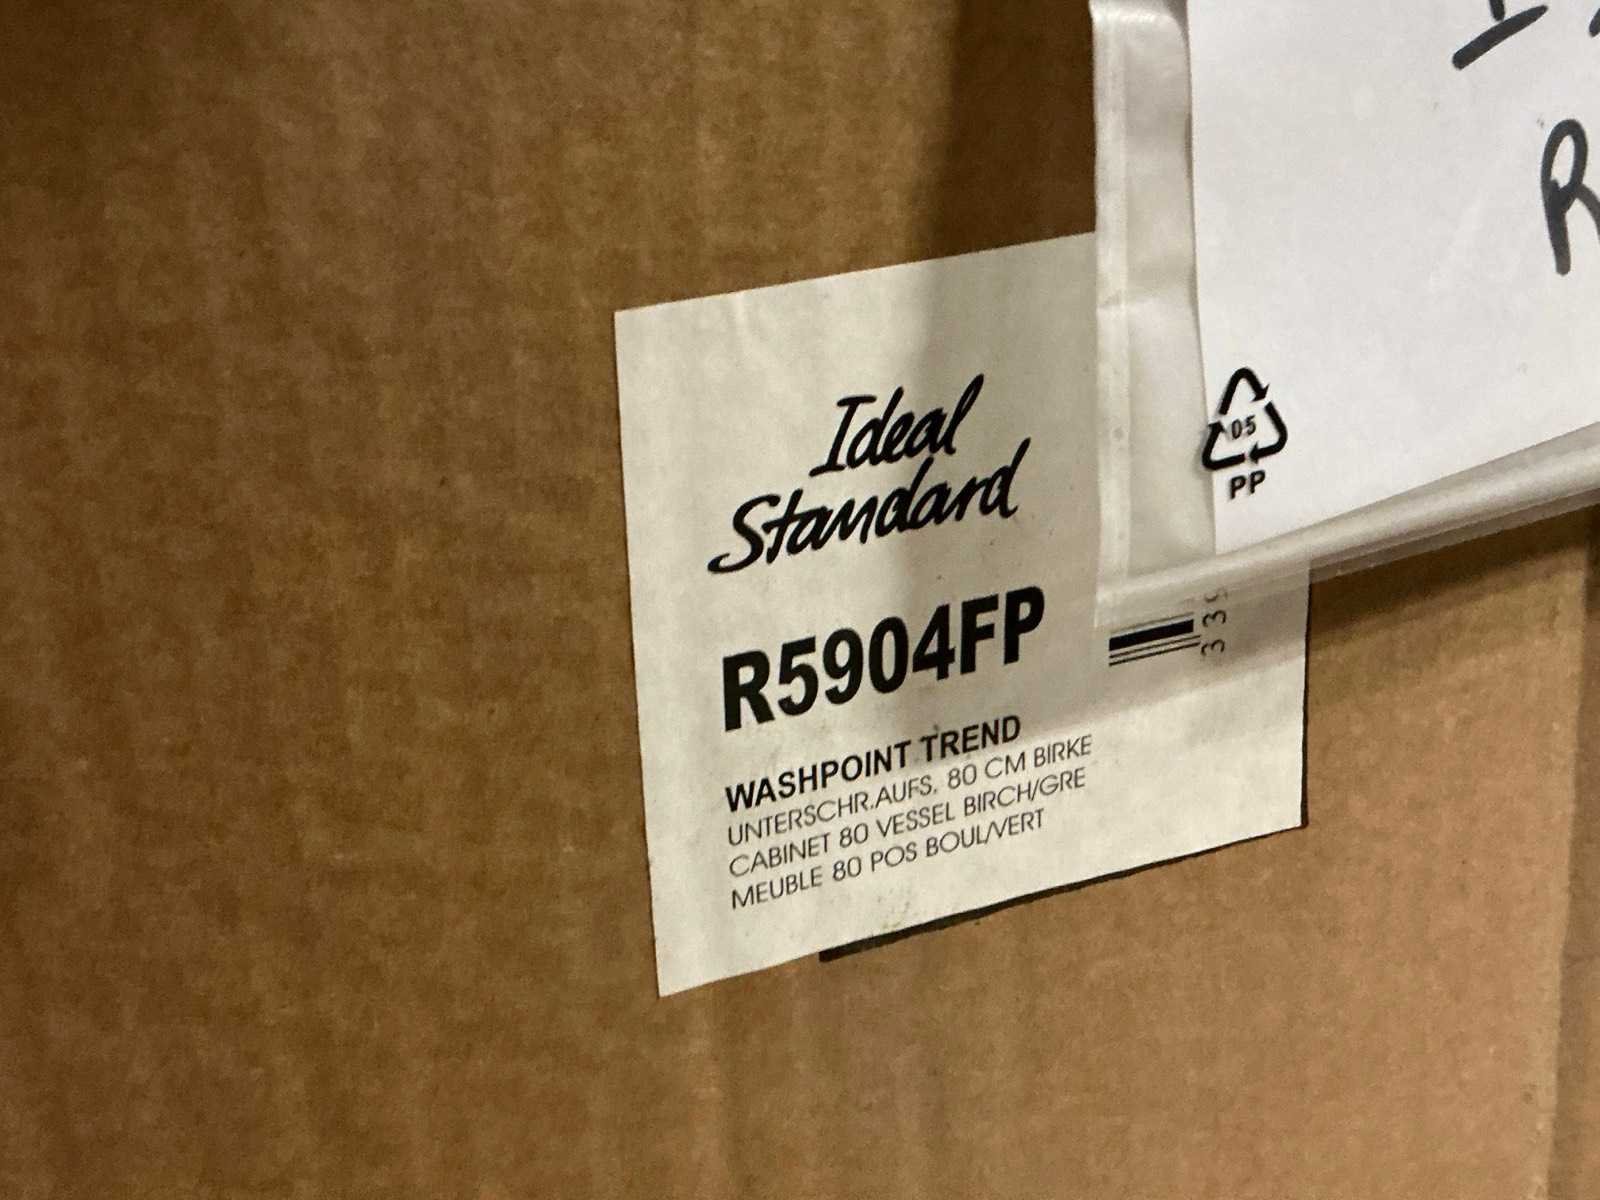 Ideal
Standard
R5904FP
WASHPOINT TREND
UNTERSCHR.AUFS. 80 CM BIRKE
CABINET 80 VESSEL BIRCH/GRE
MEUBLE 80 POS BOUL/VERT
05
PP
R